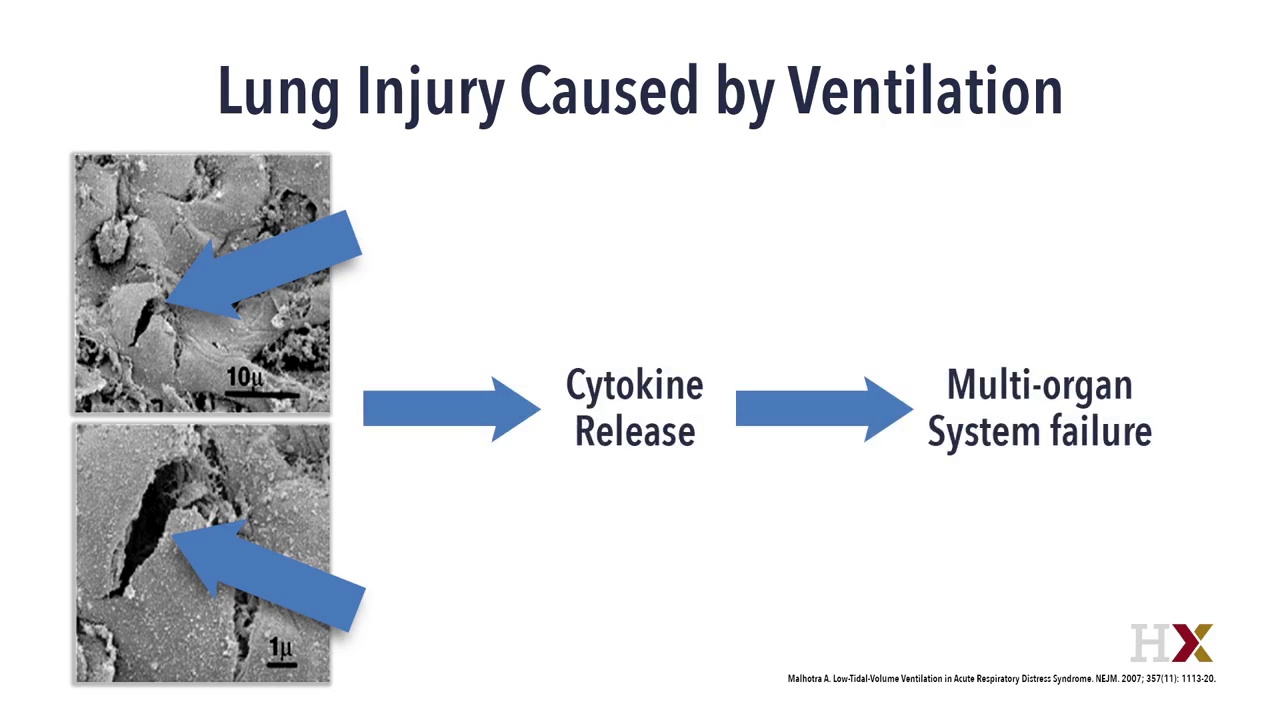 Lung Injury Caused by Ventilation
10μ
1μ
Cytokine
Release
Multi-organ
System failure
HX
Malhotra A. Low-Tidal-Volume Ventilation in Acute Respiratory Distress Syndrome. NEJM. 2007; 357(11): 1113-20.